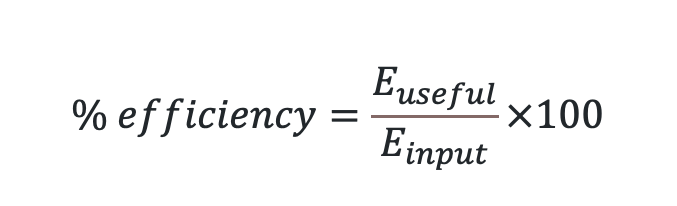 % efficiency = E_useful / E_input ×100